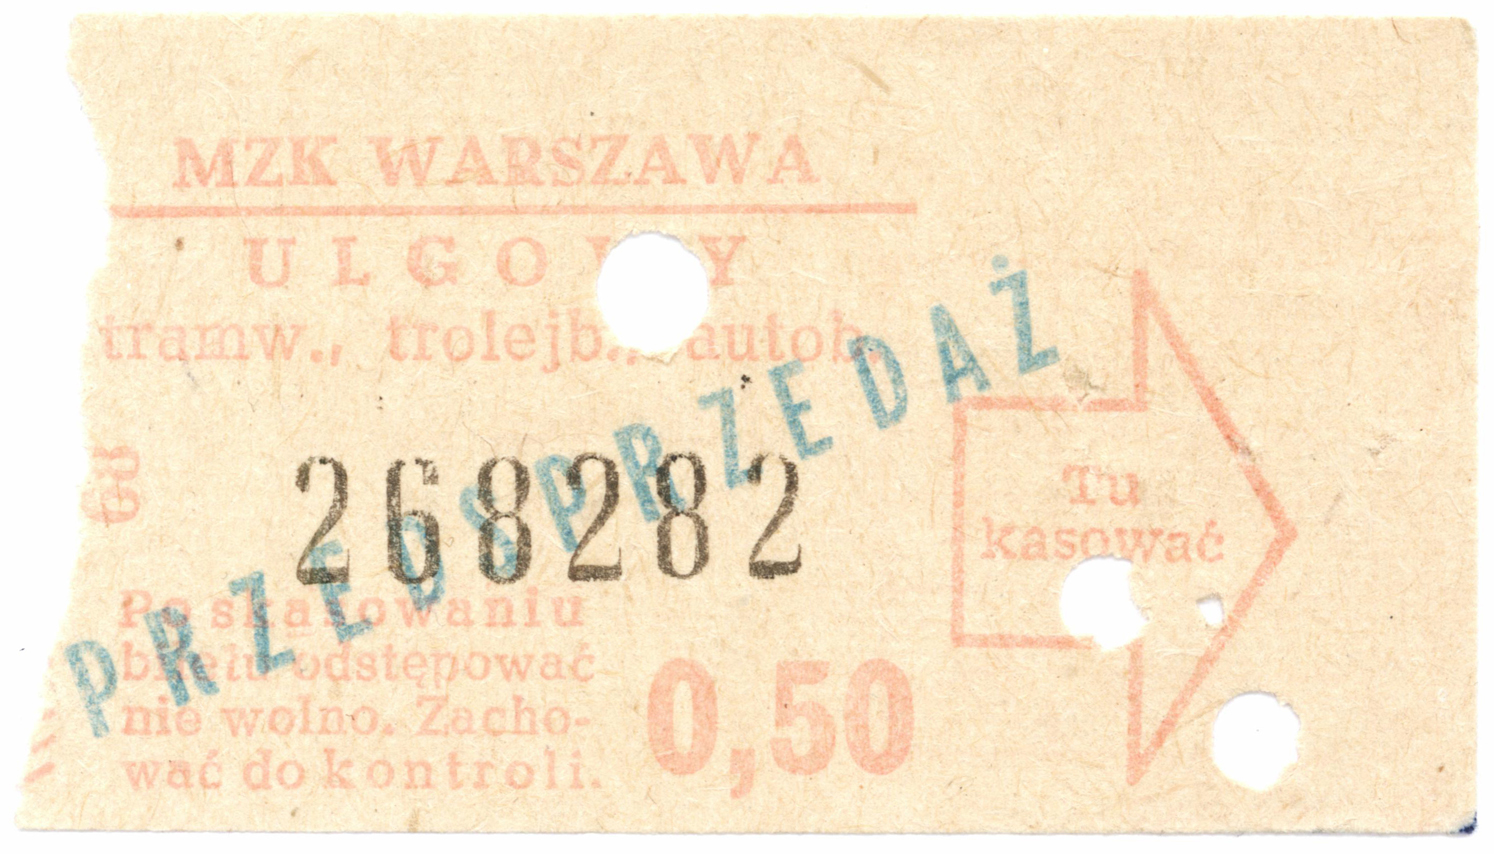 MZK WARSZAWA
ULGOWY
tramw., trolejb., autob.
PRZEDSPRZEDAŻ
268282
Tu
kasować
Po skasowaniu
biletu odstępować
nie wolno. Zacho-
wać do kontroli.
0,50